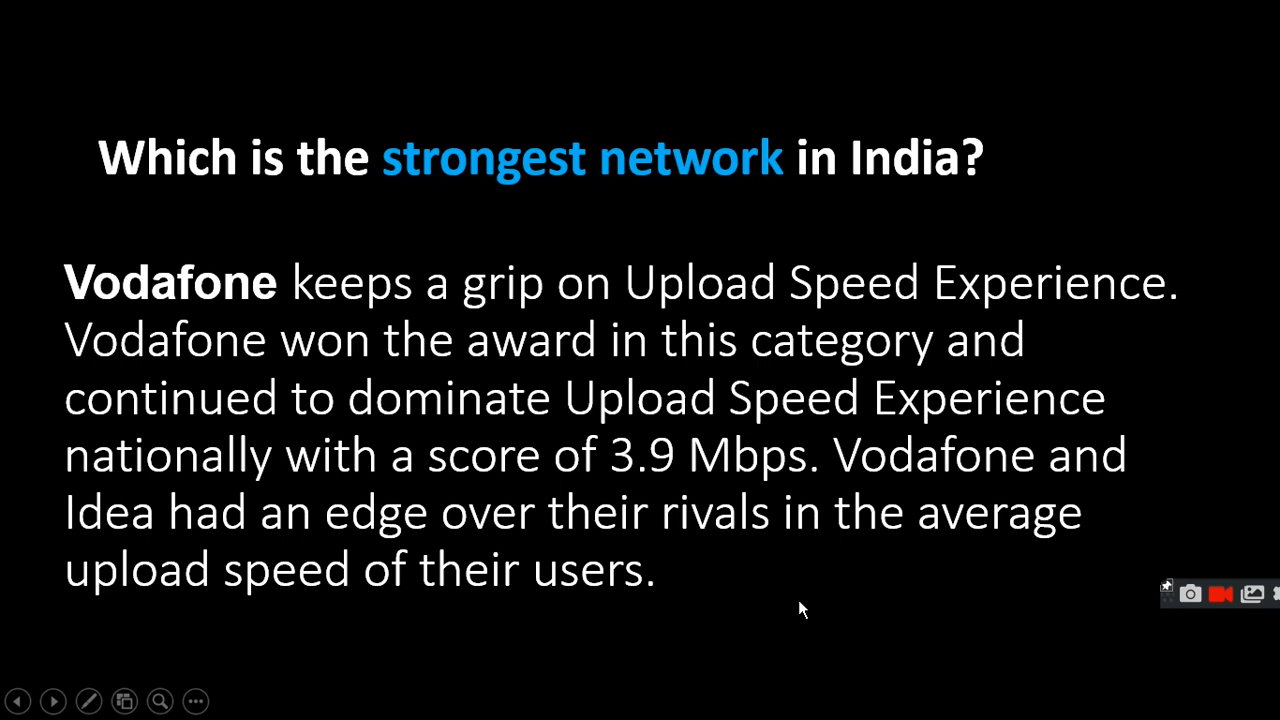 Which is the strongest network in India?
Vodafone keeps a grip on Upload Speed Experience.
Vodafone won the award in this category and
continued to dominate Upload Speed Experience
nationally with a score of 3.9 Mbps. Vodafone and
Idea had an edge over their rivals in the average
upload speed of their users.